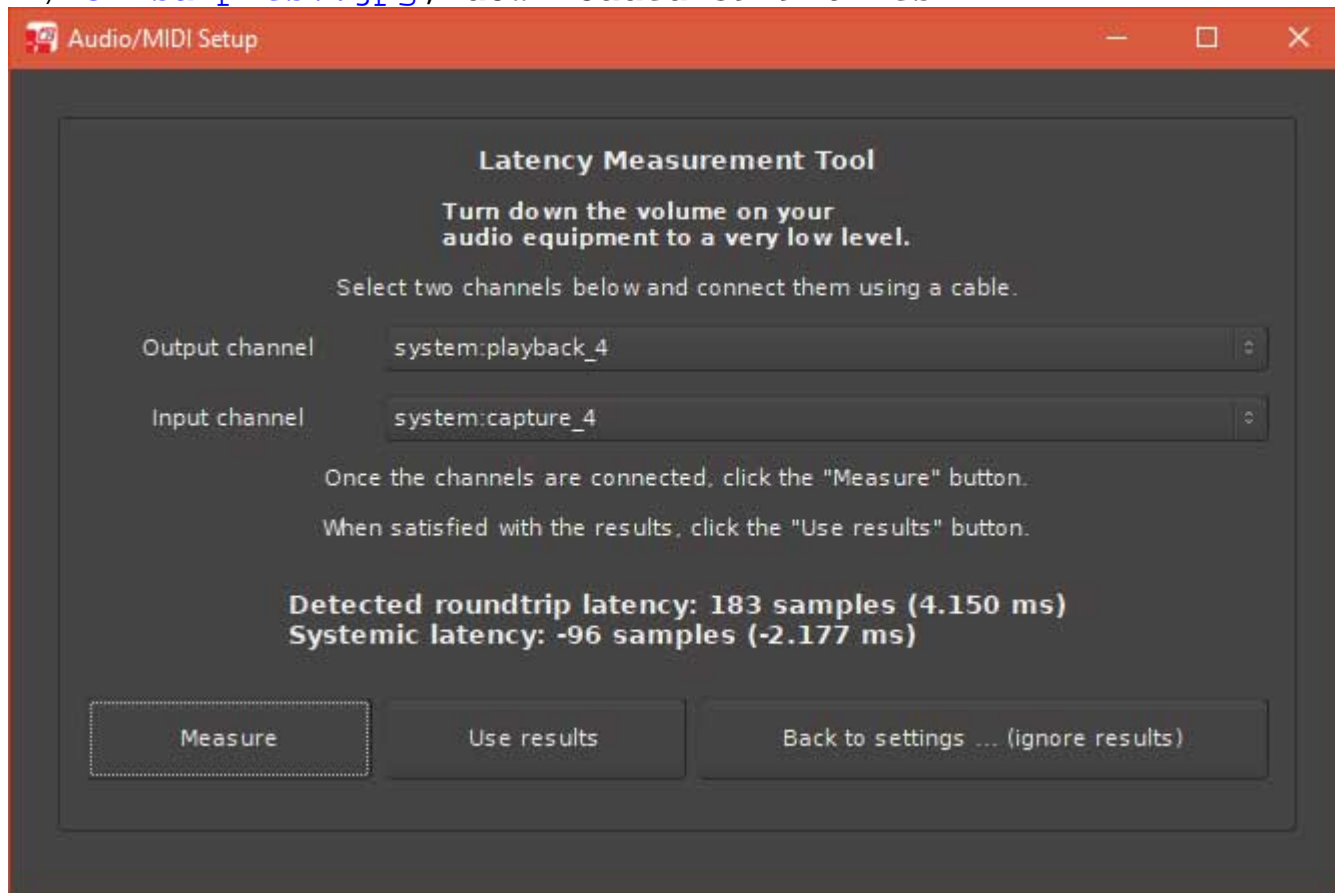 Audio/MIDI Setup
Latency Measurement Tool
Turn down the volume on your
audio equipment to a very low level.
Select two channels below and connect them using a cable.
Output channel system:playback_4
Input channel system:capture_4
Once the channels are connected, click the "Measure" button.
When satisfied with the results, click the "Use results" button.
Detected roundtrip latency: 183 samples (4.150 ms)
Systemic latency: -96 samples (-2.177 ms)
Measure Use results Back to settings ... (ignore results)